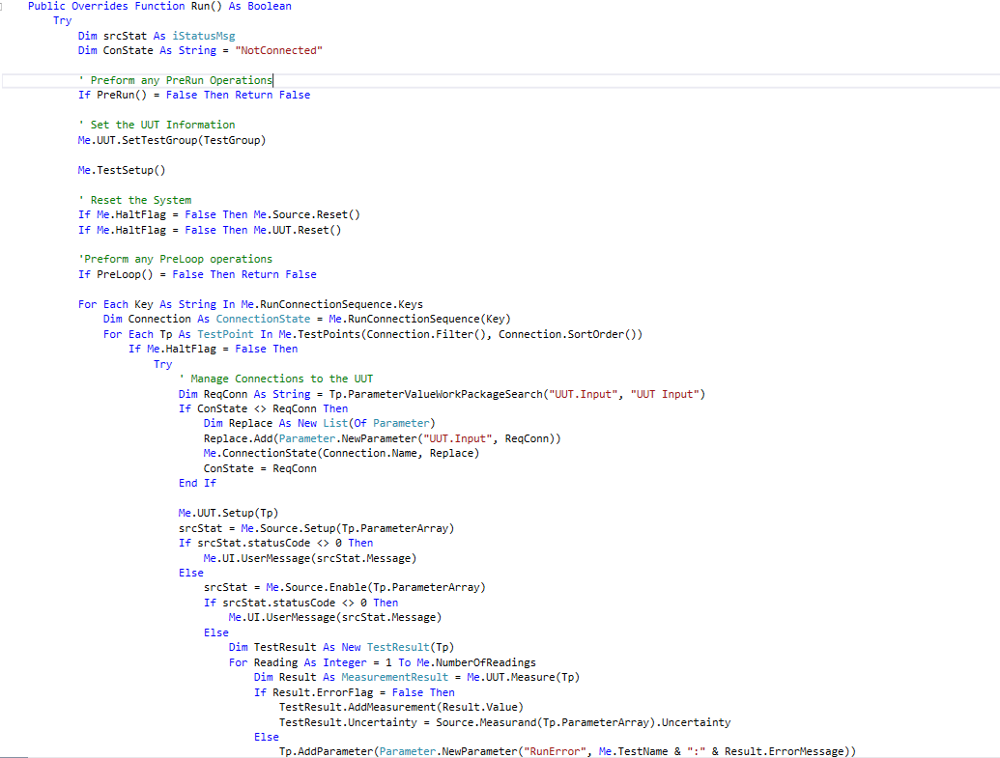 Public Overrides Function Run() As Boolean
Try
Dim srcStat As iStatusMsg
Dim ConState As String = "NotConnected"
' Preform any PreRun Operations
If PreRun() = False Then Return False
' Set the UUT Information
Me.UUT.SetTestGroup(TestGroup)
Me.TestSetup()
' Reset the System
If Me.HaltFlag = False Then Me.Source.Reset()
If Me.HaltFlag = False Then Me.UUT.Reset()
'Preform any PreLoop operations
If PreLoop() = False Then Return False
For Each Key As String In Me.RunConnectionSequence.Keys
Dim Connection As ConnectionState = Me.RunConnectionSequence(Key)
For Each Tp As TestPoint In Me.TestPoints(Connection.Filter(), Connection.SortOrder())
If Me.HaltFlag = False Then
Try
' Manage Connections to the UUT
Dim ReqConn As String = Tp.ParameterValueWorkPackageSearch("UUT.Input", "UUT Input")
If ConState <> ReqConn Then
Dim Replace As New List(Of Parameter)
Replace.Add(Parameter.NewParameter("UUT.Input", ReqConn))
Me.ConnectionState(Connection.Name, Replace)
ConState = ReqConn
End If
Me.UUT.Setup(Tp)
srcStat = Me.Source.Setup(Tp.ParameterArray)
If srcStat.statusCode <> 0 Then
Me.UI.UserMessage(srcStat.Message)
Else
srcStat = Me.Source.Enable(Tp.ParameterArray)
If srcStat.statusCode <> 0 Then
Me.UI.UserMessage(srcStat.Message)
Else
Dim TestResult As New TestResult(Tp)
For Reading As Integer = 1 To Me.NumberOfReadings
Dim Result As MeasurementResult = Me.UUT.Measure(Tp)
If Result.ErrorFlag = False Then
TestResult.AddMeasurement(Result.Value)
TestResult.Uncertainty = Source.Measurand(Tp.ParameterArray).Uncertainty
Else
Tp.AddParameter(Parameter.NewParameter("RunError", Me.TestName & ":" & Result.ErrorMessage))